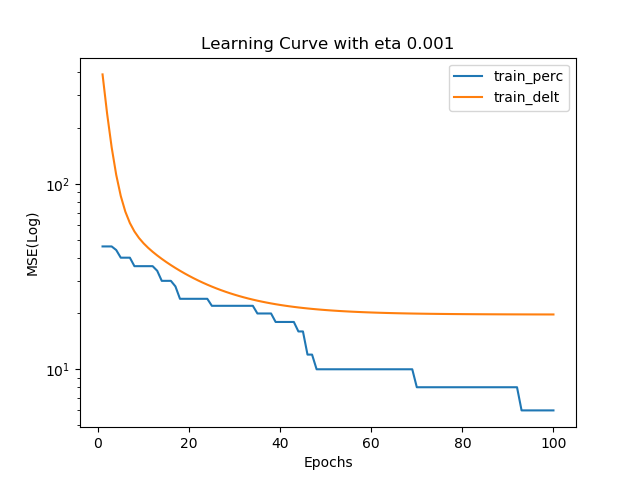 Learning Curve with eta 0.001
train_perc
train_delt
MSE(Log)
10²
10¹
0 20 40 60 80 100
Epochs